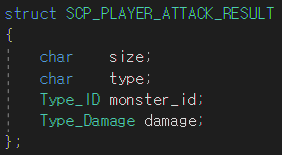 struct SCP_PLAYER_ATTACK_RESULT
{
    char    size;
    char    type;
    Type_ID monster_id;
    Type_Damage damage;
};